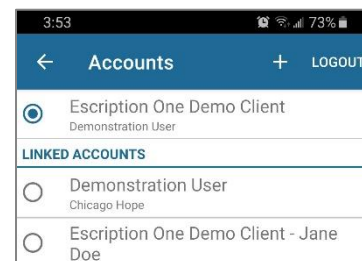 3:53 73%
← Accounts + LOGOUT
Escription One Demo Client
Demonstration User
LINKED ACCOUNTS
Demonstration User
Chicago Hope
Escription One Demo Client - Jane
Doe